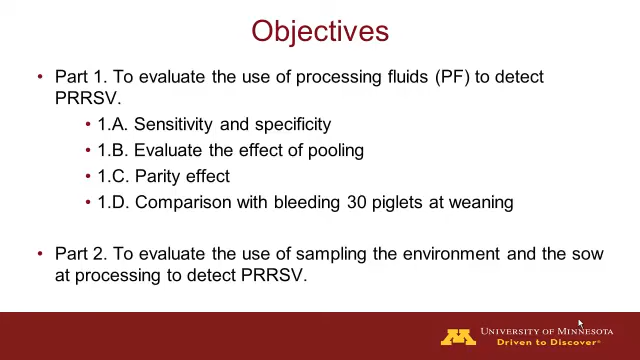 Objectives
• Part 1. To evaluate the use of processing fluids (PF) to detect
PRRSV.
• 1.A. Sensitivity and specificity
• 1.B. Evaluate the effect of pooling
• 1.C. Parity effect
• 1.D. Comparison with bleeding 30 piglets at weaning
• Part 2. To evaluate the use of sampling the environment and the sow
at processing to detect PRRSV.
M
UNIVERSITY OF MINNESOTA
Driven to Discover®